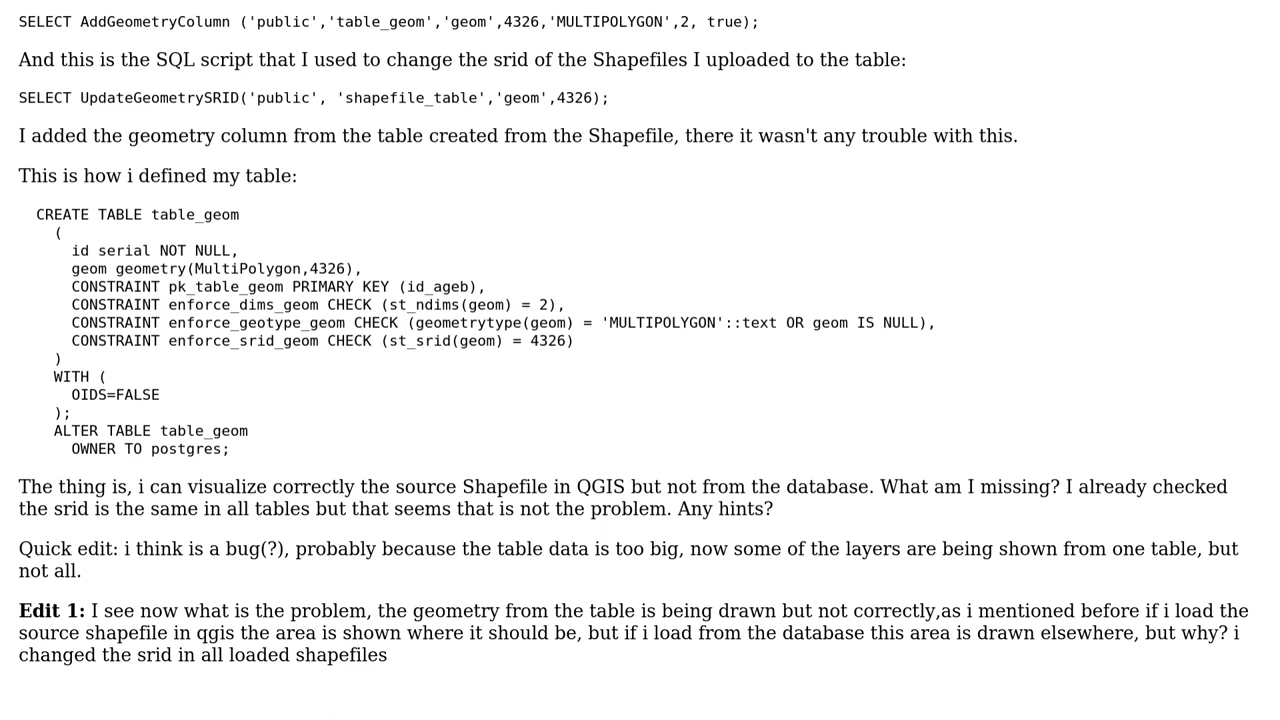 SELECT AddGeometryColumn ('public','table_geom','geom',4326,'MULTIPOLYGON',2, true);
And this is the SQL script that I used to change the srid of the Shapefiles I uploaded to the table:
SELECT UpdateGeometrySRID('public', 'shapefile_table','geom',4326);
I added the geometry column from the table created from the Shapefile, there it wasn't any trouble with this.
This is how i defined my table:
CREATE TABLE table_geom
(
id serial NOT NULL,
geom geometry(MultiPolygon,4326),
CONSTRAINT pk_table_geom PRIMARY KEY (id_ageb),
CONSTRAINT enforce_dims_geom CHECK (st_ndims(geom) = 2),
CONSTRAINT enforce_geotype_geom CHECK (geometrytype(geom) = 'MULTIPOLYGON'::text OR geom IS NULL),
CONSTRAINT enforce_srid_geom CHECK (st_srid(geom) = 4326)
)
WITH (
OIDS=FALSE
);
ALTER TABLE table_geom
OWNER TO postgres;
The thing is, i can visualize correctly the source Shapefile in QGIS but not from the database. What am I missing? I already checked
the srid is the same in all tables but that seems that is not the problem. Any hints?
Quick edit: i think is a bug(?), probably because the table data is too big, now some of the layers are being shown from one table, but
not all.
Edit 1: I see now what is the problem, the geometry from the table is being drawn but not correctly,as i mentioned before if i load the
source shapefile in qgis the area is shown where it should be, but if i load from the database this area is drawn elsewhere, but why? i
changed the srid in all loaded shapefiles